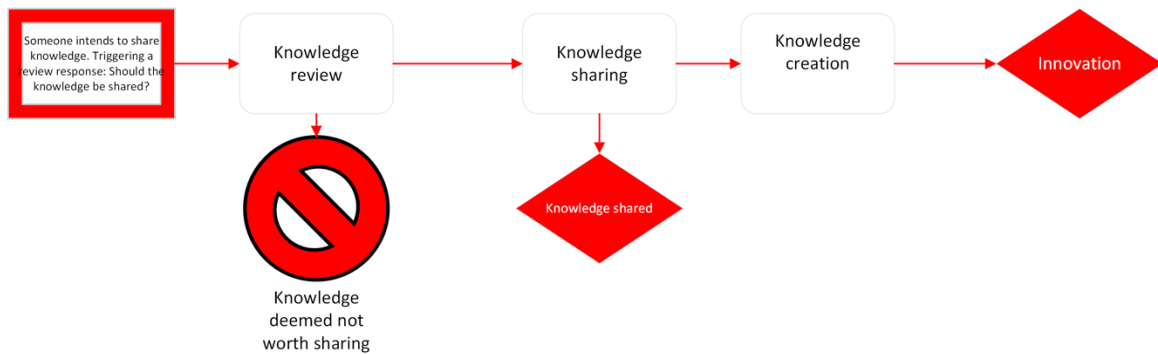 Someone intends to share
knowledge. Triggering a
review response: Should the
knowledge be shared?
Knowledge
review
Knowledge
sharing
Knowledge
creation
Innovation
Knowledge shared
Knowledge
deemed not
worth sharing